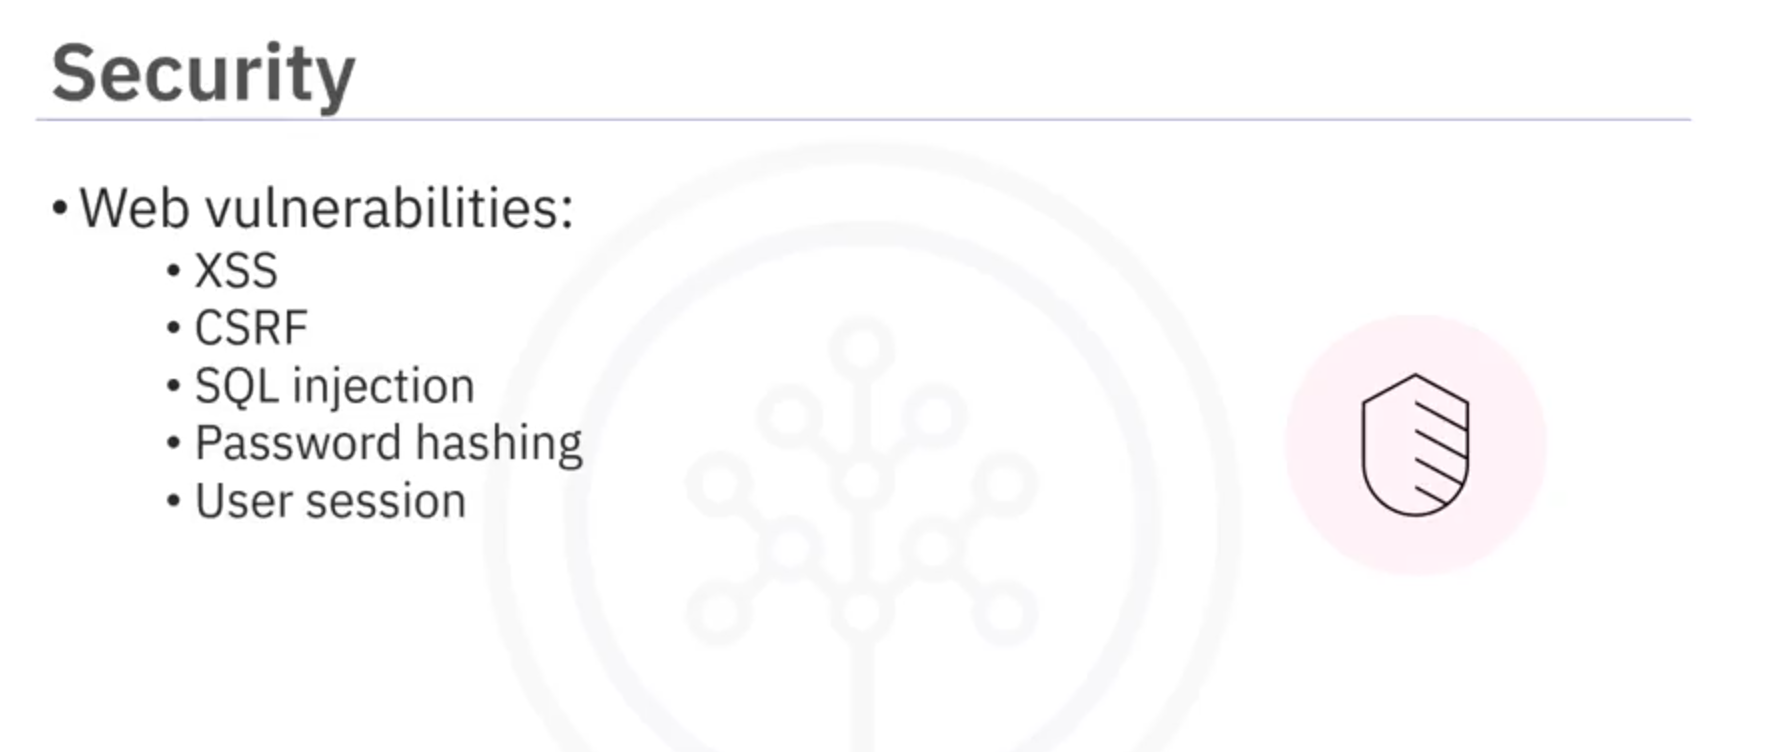 Security
• Web vulnerabilities:
• XSS
• CSRF
• SQL injection
• Password hashing
• User session